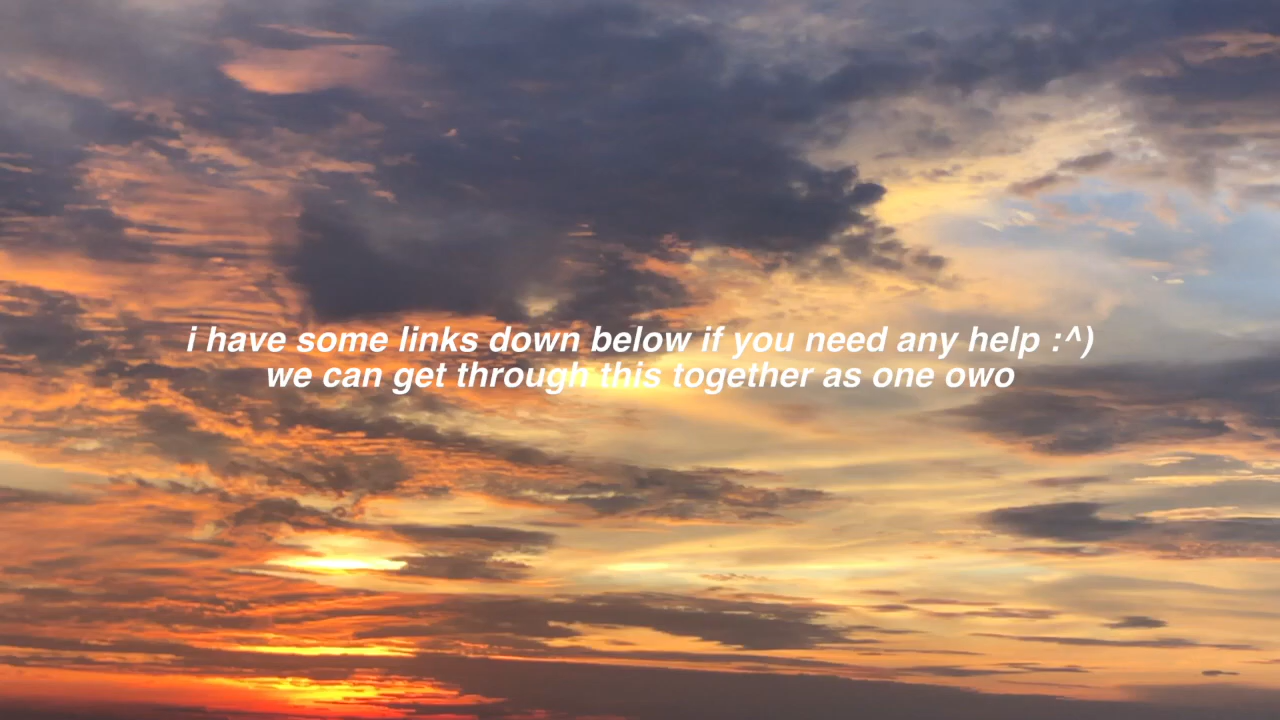 i have some links down below if you need any help :^)
we can get through this together as one owo